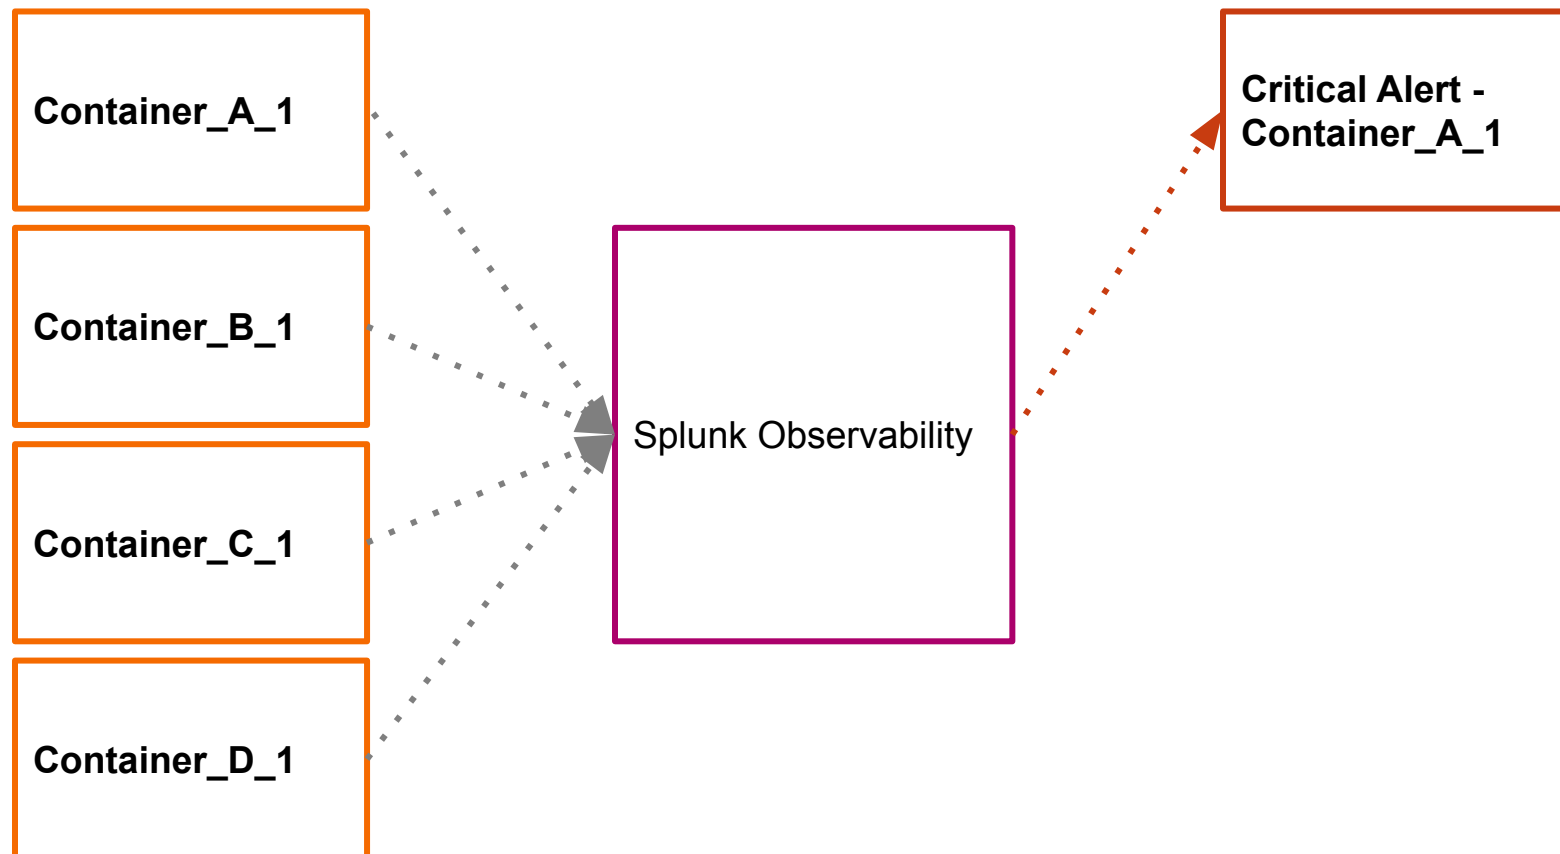 Container_A_1
Container_B_1
Container_C_1
Container_D_1
Splunk Observability
Critical Alert -
Container_A_1